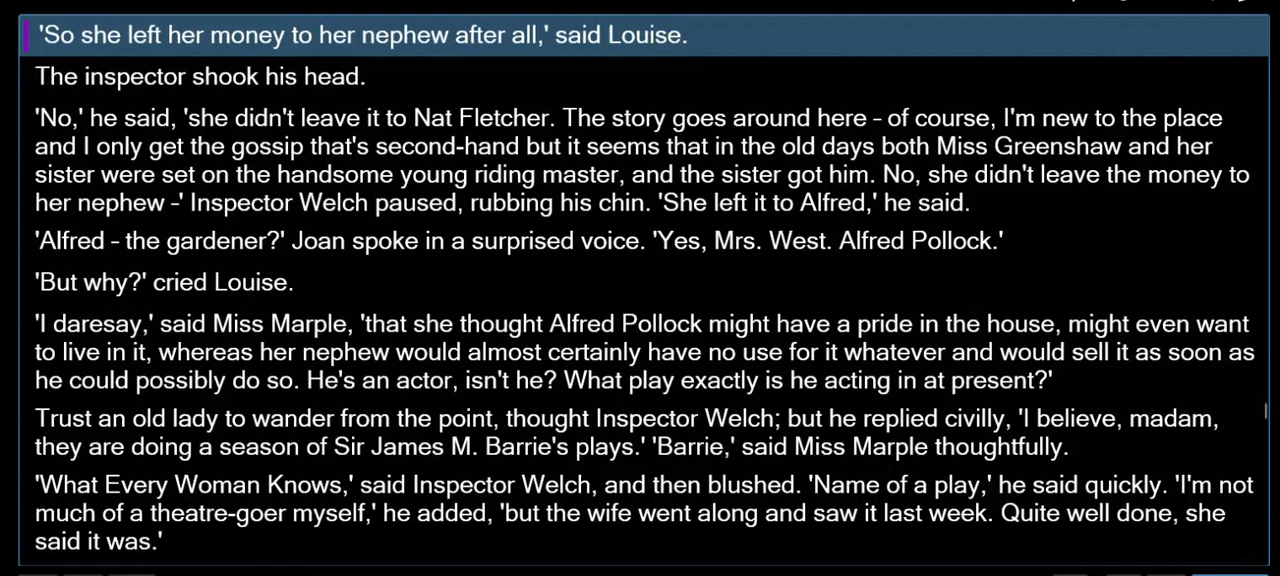 'So she left her money to her nephew after all,' said Louise.
The inspector shook his head.
'No,' he said, 'she didn't leave it to Nat Fletcher. The story goes around here – of course, I'm new to the place
and I only get the gossip that's second-hand but it seems that in the old days both Miss Greenshaw and her
sister were set on the handsome young riding master, and the sister got him. No, she didn't leave the money to
her nephew –' Inspector Welch paused, rubbing his chin. 'She left it to Alfred,' he said.
'Alfred – the gardener?' Joan spoke in a surprised voice. 'Yes, Mrs. West. Alfred Pollock.'
'But why?' cried Louise.
'I daresay,' said Miss Marple, 'that she thought Alfred Pollock might have a pride in the house, might even want
to live in it, whereas her nephew would almost certainly have no use for it whatever and would sell it as soon as
he could possibly do so. He's an actor, isn't he? What play exactly is he acting in at present?'
Trust an old lady to wander from the point, thought Inspector Welch; but he replied civilly, 'I believe, madam,
they are doing a season of Sir James M. Barrie's plays.' 'Barrie,' said Miss Marple thoughtfully.
'What Every Woman Knows,' said Inspector Welch, and then blushed. 'Name of a play,' he said quickly. 'I'm not
much of a theatre-goer myself,' he added, 'but the wife went along and saw it last week. Quite well done, she
said it was.'